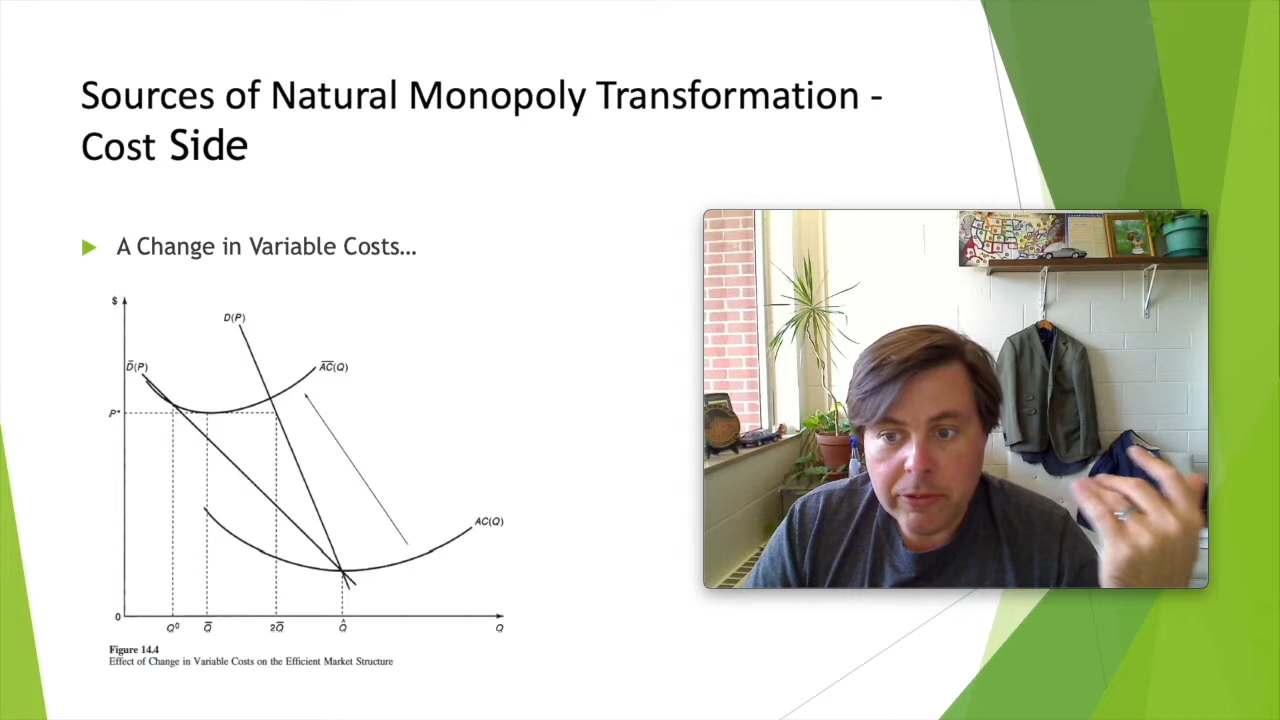 Sources of Natural Monopoly Transformation -
Cost Side
A Change in Variable Costs…
$
D(P)
D̄(P)
A̅C̅(Q)
P*
AC(Q)
0
Q⁰
Q̄
2Q̄
Q̂
Q
Figure 14.4
Effect of Change in Variable Costs on the Efficient Market Structure